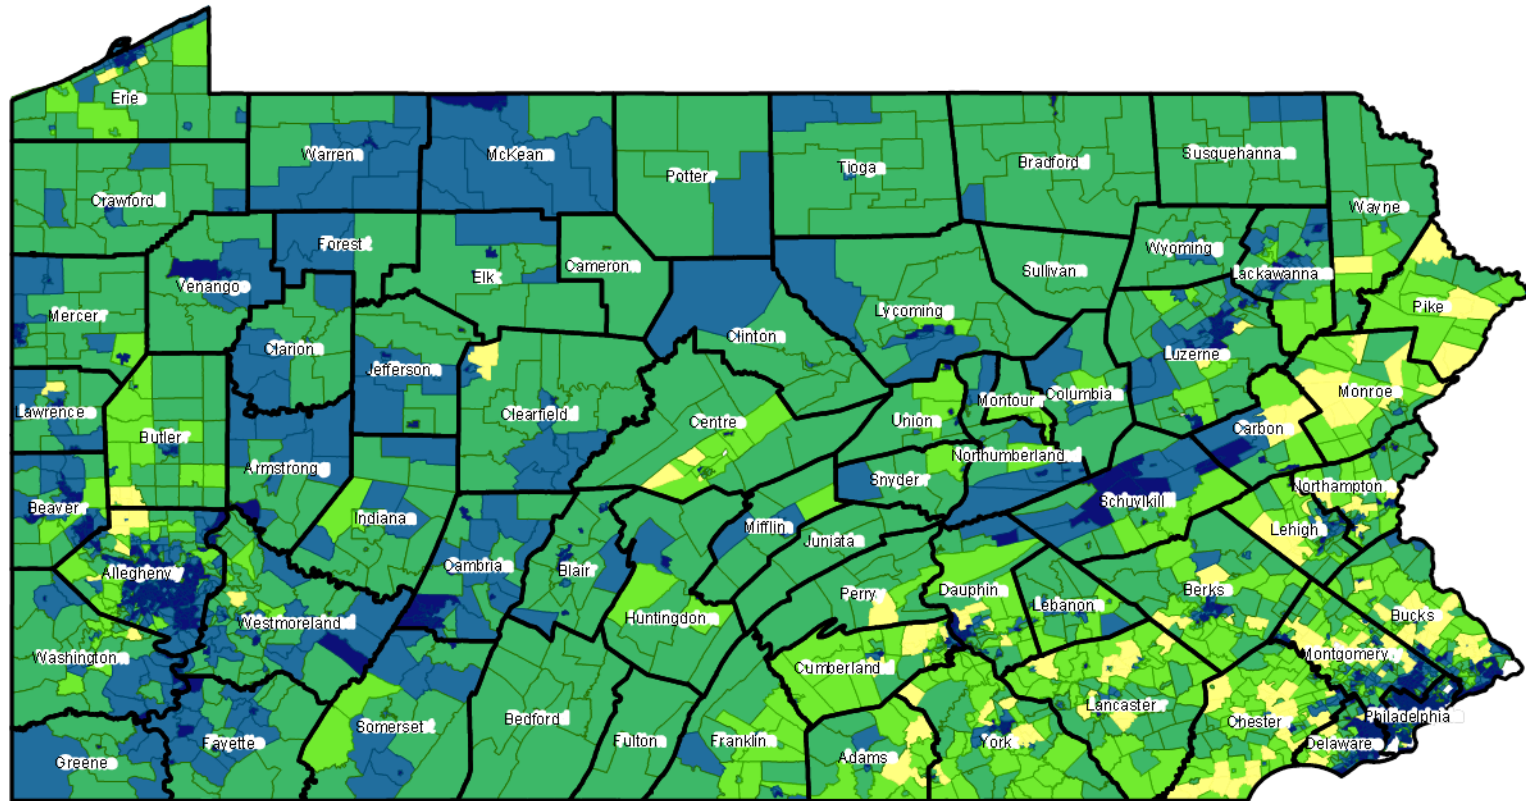 Erie
Warren
McKean
Susquehanna
Bradford
Tioga
Potter
Crawford
Wayne
Forest
Wyoming
Cameron
Elk
Sullivan
Lackawanna
Venango
Pike
Lycoming
Mercer
Clinton
Clarion
Luzerne
Jefferson
Monroe
Columbia
Montour
Lawrence
Clearfield
Centre
Union
Carbon
Butler
Northumberland
Armstrong
Snyder
Northampton
Schuylkill
Beaver
Indiana
Mifflin
Lehigh
Juniata
Cambria
Blair
Allegheny
Perry
Dauphin
Berks
Lebanon
Bucks
Huntingdon
Westmoreland
Montgomery
Washington
Cumberland
Lancaster
Philadelphia
Bedford
Chester
Somerset
Fayette
Fulton
Franklin
York
Delaware
Adams
Greene